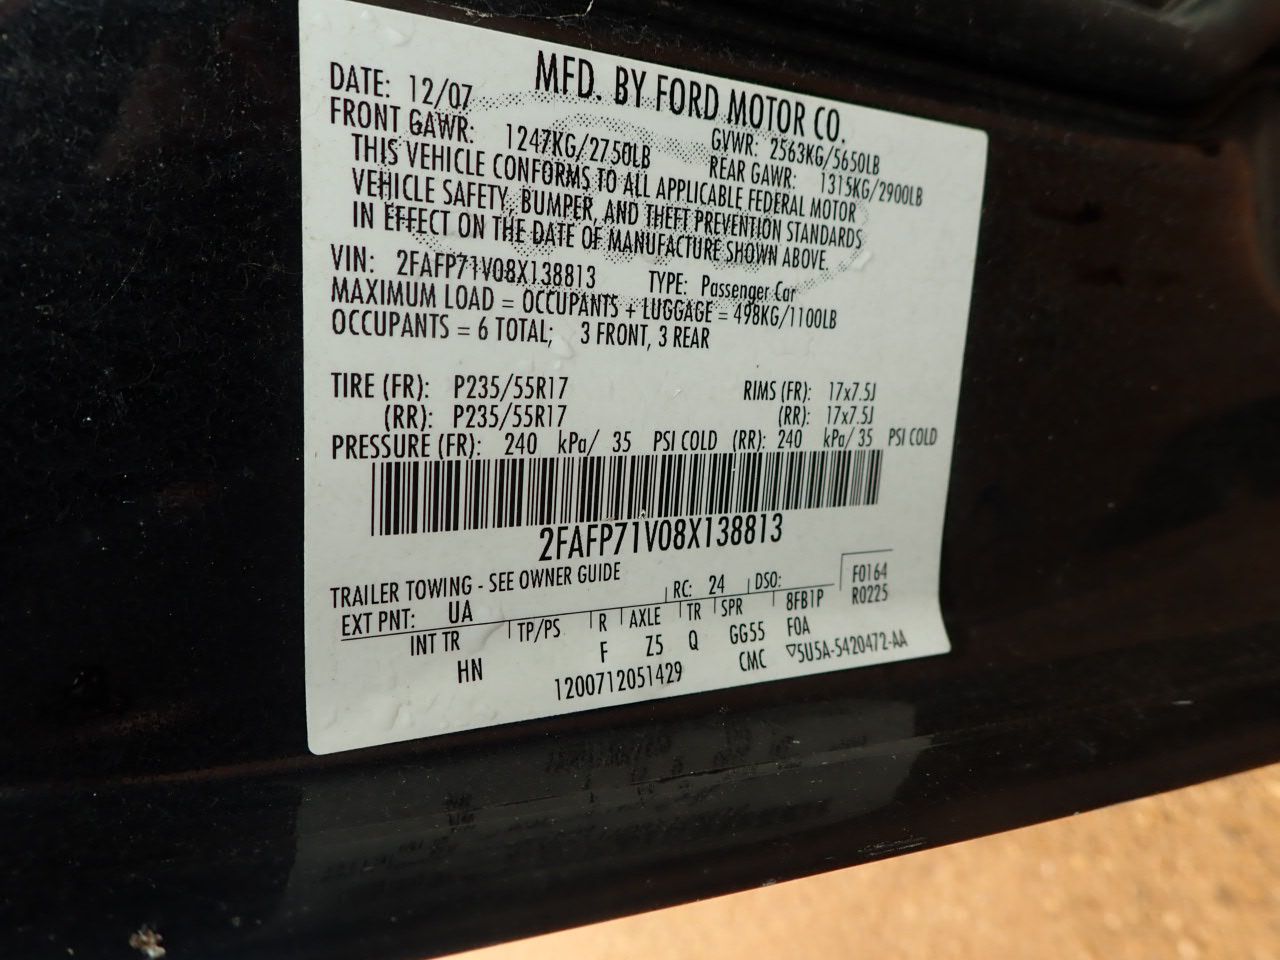 MFD. BY FORD MOTOR CO.
DATE: 12/07 GVWR: 2563KG/5650LB
FRONT GAWR: 1247KG/2750LB REAR GAWR: 1315KG/2900LB
THIS VEHICLE CONFORMS TO ALL APPLICABLE FEDERAL MOTOR
VEHICLE SAFETY, BUMPER, AND THEFT PREVENTION STANDARDS
IN EFFECT ON THE DATE OF MANUFACTURE SHOWN ABOVE.
VIN: 2FAFP71V08X138813 TYPE: Passenger Car
MAXIMUM LOAD = OCCUPANTS + LUGGAGE = 498KG/1100LB
OCCUPANTS = 6 TOTAL; 3 FRONT, 3 REAR
TIRE (FR): P235/55R17 RIMS (FR): 17x7.5J
(RR): P235/55R17 (RR): 17x7.5J
PRESSURE (FR): 240 kPa/ 35 PSI COLD (RR): 240 kPa/ 35 PSI COLD
2FAFP71V08X138813
TRAILER TOWING - SEE OWNER GUIDE
EXT PNT: UA RC: 24 DSO: F0164
R0225
INT TR TP/PS R AXLE TR SPR 8FB1P
HN F Z5 Q GG55 FOA
1200712051429 CMC ▽5U5A-5420472-AA